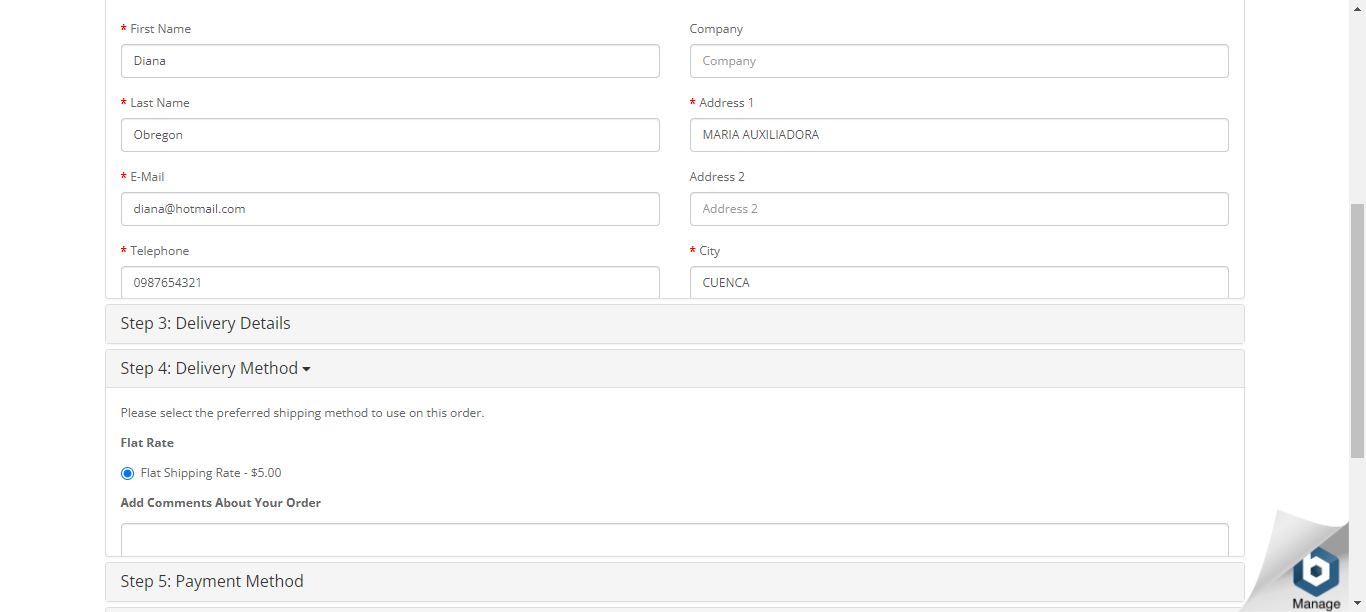 * First Name
Diana
Company
Company
* Last Name
Obregon
* Address 1
MARIA AUXILIADORA
* E-Mail
diana@hotmail.com
Address 2
Address 2
* Telephone
0987654321
* City
CUENCA
Step 3: Delivery Details
Step 4: Delivery Method
Please select the preferred shipping method to use on this order.
Flat Rate
Flat Shipping Rate - $5.00
Add Comments About Your Order
Step 5: Payment Method
b
Manage